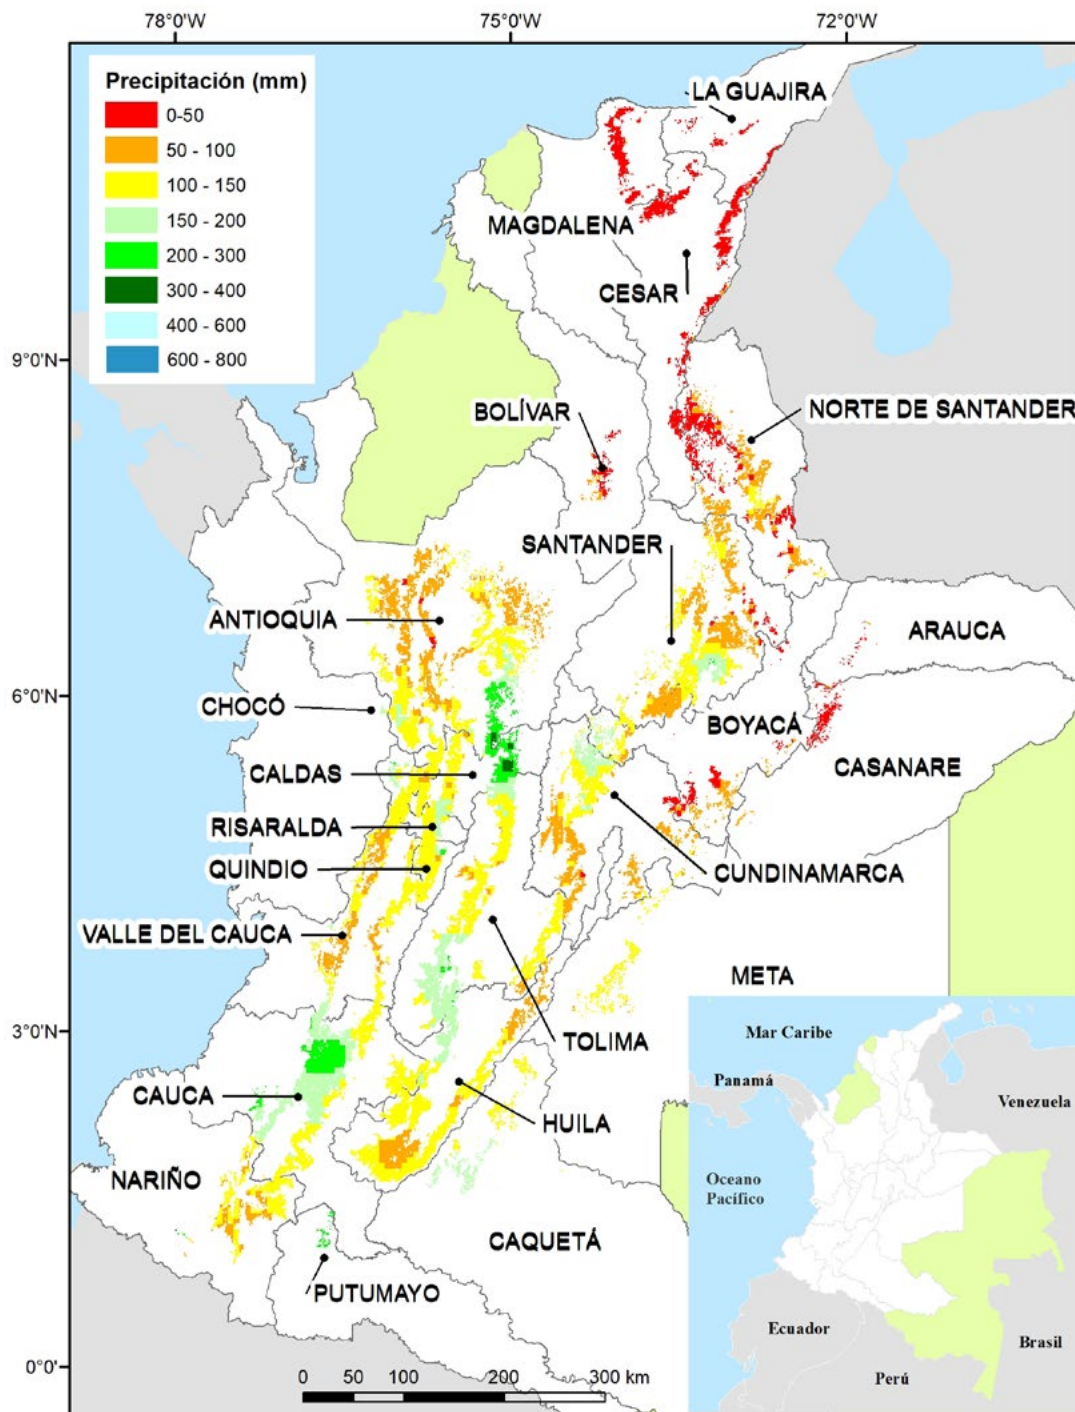 78°0'W 75°0'W 72°0'W
Precipitación (mm)
0-50
50 - 100
100 - 150
150 - 200
200 - 300
300 - 400
400 - 600
600 - 800
LA GUAJIRA
MAGDALENA
CESAR
9°0'N
BOLÍVAR
NORTE DE SANTANDER
SANTANDER
ANTIOQUIA
ARAUCA
6°0'N
CHOCÓ
BOYACÁ
CALDAS
CASANARE
RISARALDA
QUINDIO
CUNDINAMARCA
VALLE DEL CAUCA
META
3°0'N
TOLIMA
CAUCA
HUILA
NARIÑO
CAQUETÁ
PUTUMAYO
0°0'
0 50 100 200 300 km
Mar Caribe
Panamá
Venezuela
Oceano
Pacífico
Ecuador
Brasil
Perú